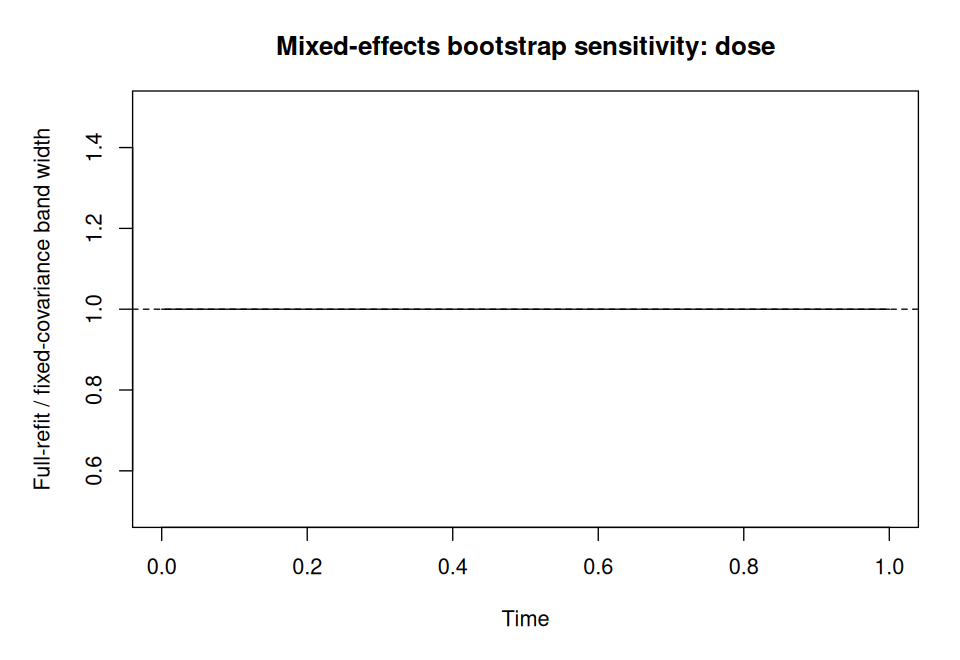 Mixed-effects bootstrap sensitivity: dose
Full-refit / fixed-covariance band width
1.4
1.2
1.0
0.8
0.6
0.0 0.2 0.4 0.6 0.8 1.0
Time